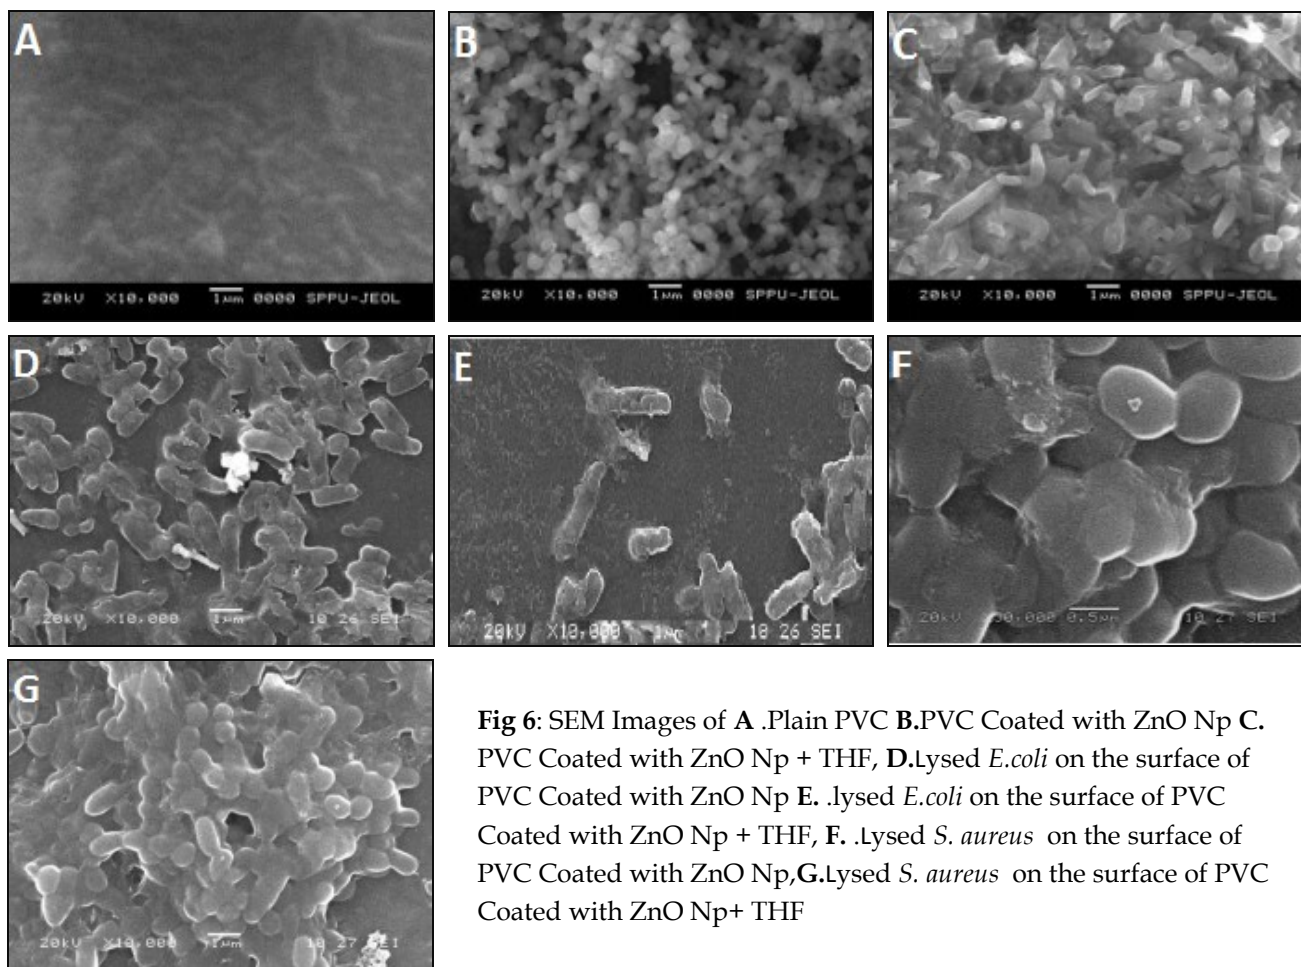 A
20kV X10,000 1μm 0000 SPPU-JEOL
B
20kV X10,000 1μm 0000 SPPU-JEOL
C
20kV X10,000 1μm 0000 SPPU-JEOL
D
20kV X10,000 1μm 10 26 SEI
E
20kV X10,000 1μm 10 26 SEI
F
20kV 0.5μm 10 27 SEI
G
20kV X10,000 1μm 10 27 SEI
Fig 6: SEM Images of A .Plain PVC B.PVC Coated with ZnO Np C.
PVC Coated with ZnO Np + THF, D.Lysed E.coli on the surface of
PVC Coated with ZnO Np E. .lysed E.coli on the surface of PVC
Coated with ZnO Np + THF, F. .Lysed S. aureus on the surface of
PVC Coated with ZnO Np,G.Lysed S. aureus on the surface of PVC
Coated with ZnO Np+ THF